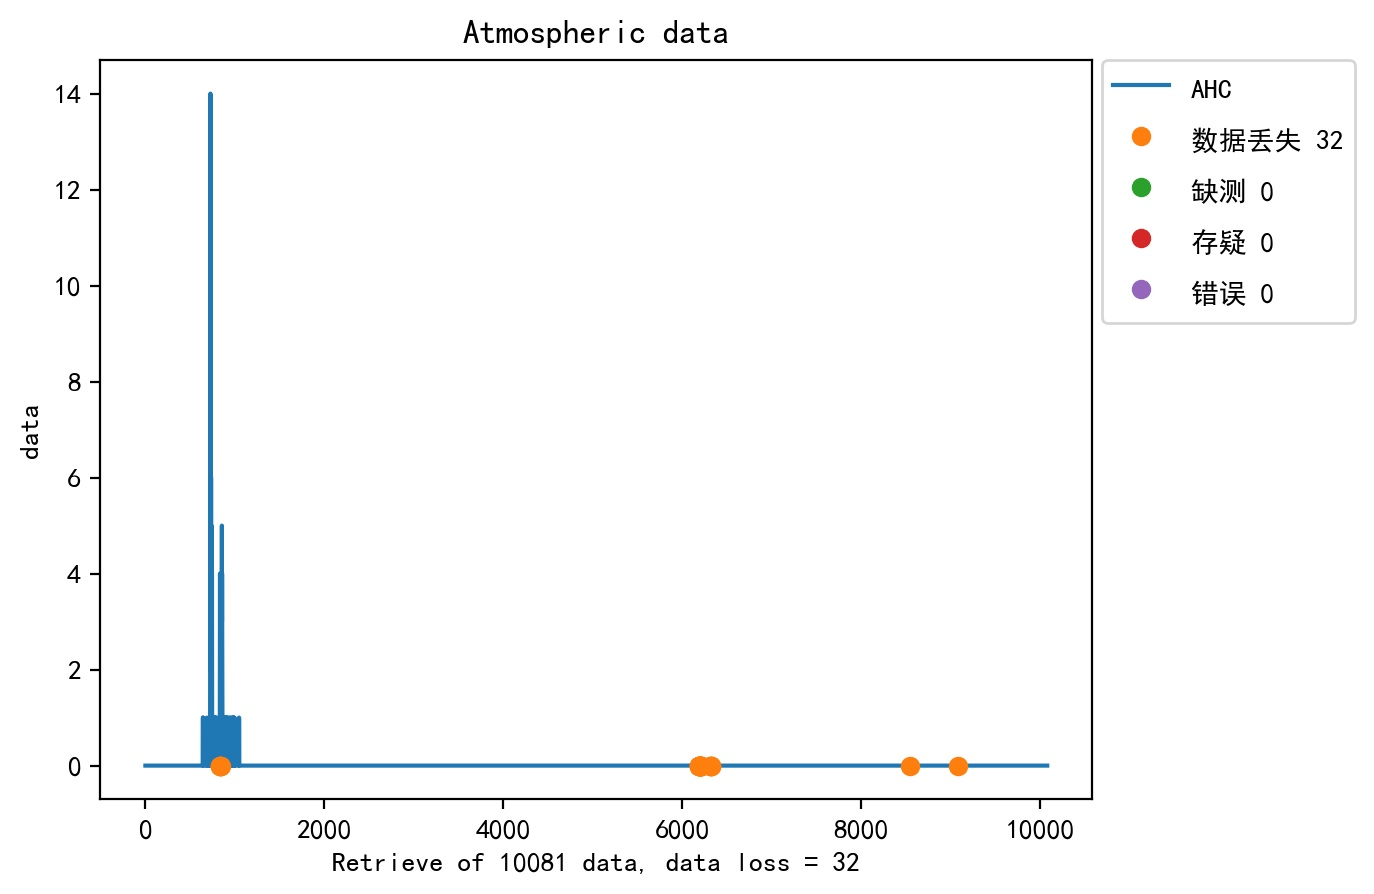 Atmospheric data
14
12
10
8
6
4
2
0
data
0 2000 4000 6000 8000 10000
Retrieve of 10081 data, data loss = 32
AHC
数据丢失 32
缺测 0
存疑 0
错误 0